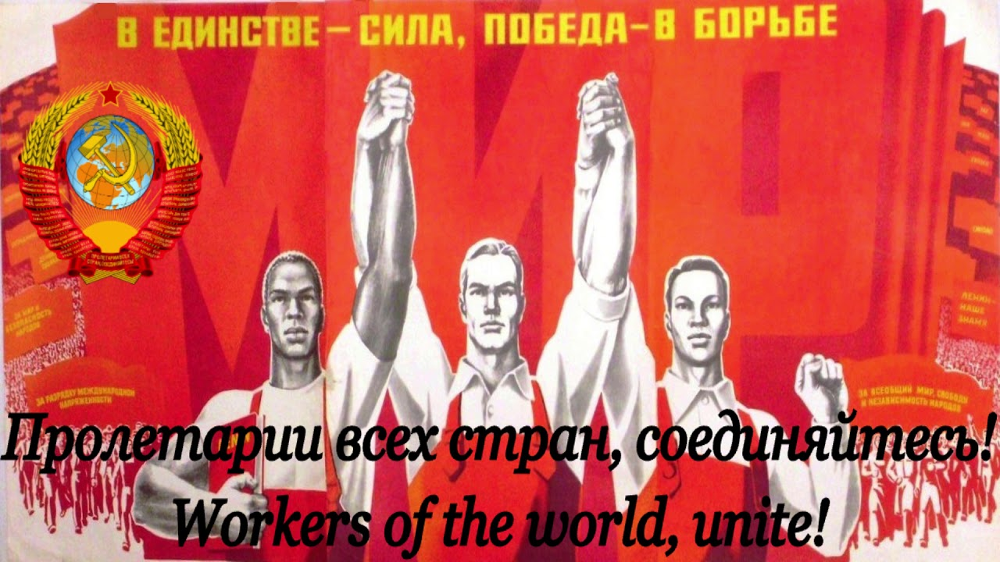 В ЕДИНСТВЕ – СИЛА, ПОБЕДА – В БОРЬБЕ
МИР
ПРОЛЕТАРИИ ВСЕХ
СТРАН, СОЕДИНЯЙТЕСЬ!
ЗА МИР И
БЕЗОПАСНОСТЬ
НАРОДОВ
ЛЕНИН –
НАШЕ
ЗНАМЯ
ЗА РАЗРЯДКУ МЕЖДУНАРОДНОЙ
НАПРЯЖЕННОСТИ
ЗА ВСЕОБЩИЙ МИР, СВОБОДУ
И НЕЗАВИСИМОСТЬ НАРОДОВ
Пролетарии всех стран, соединяйтесь!
Workers of the world, unite!